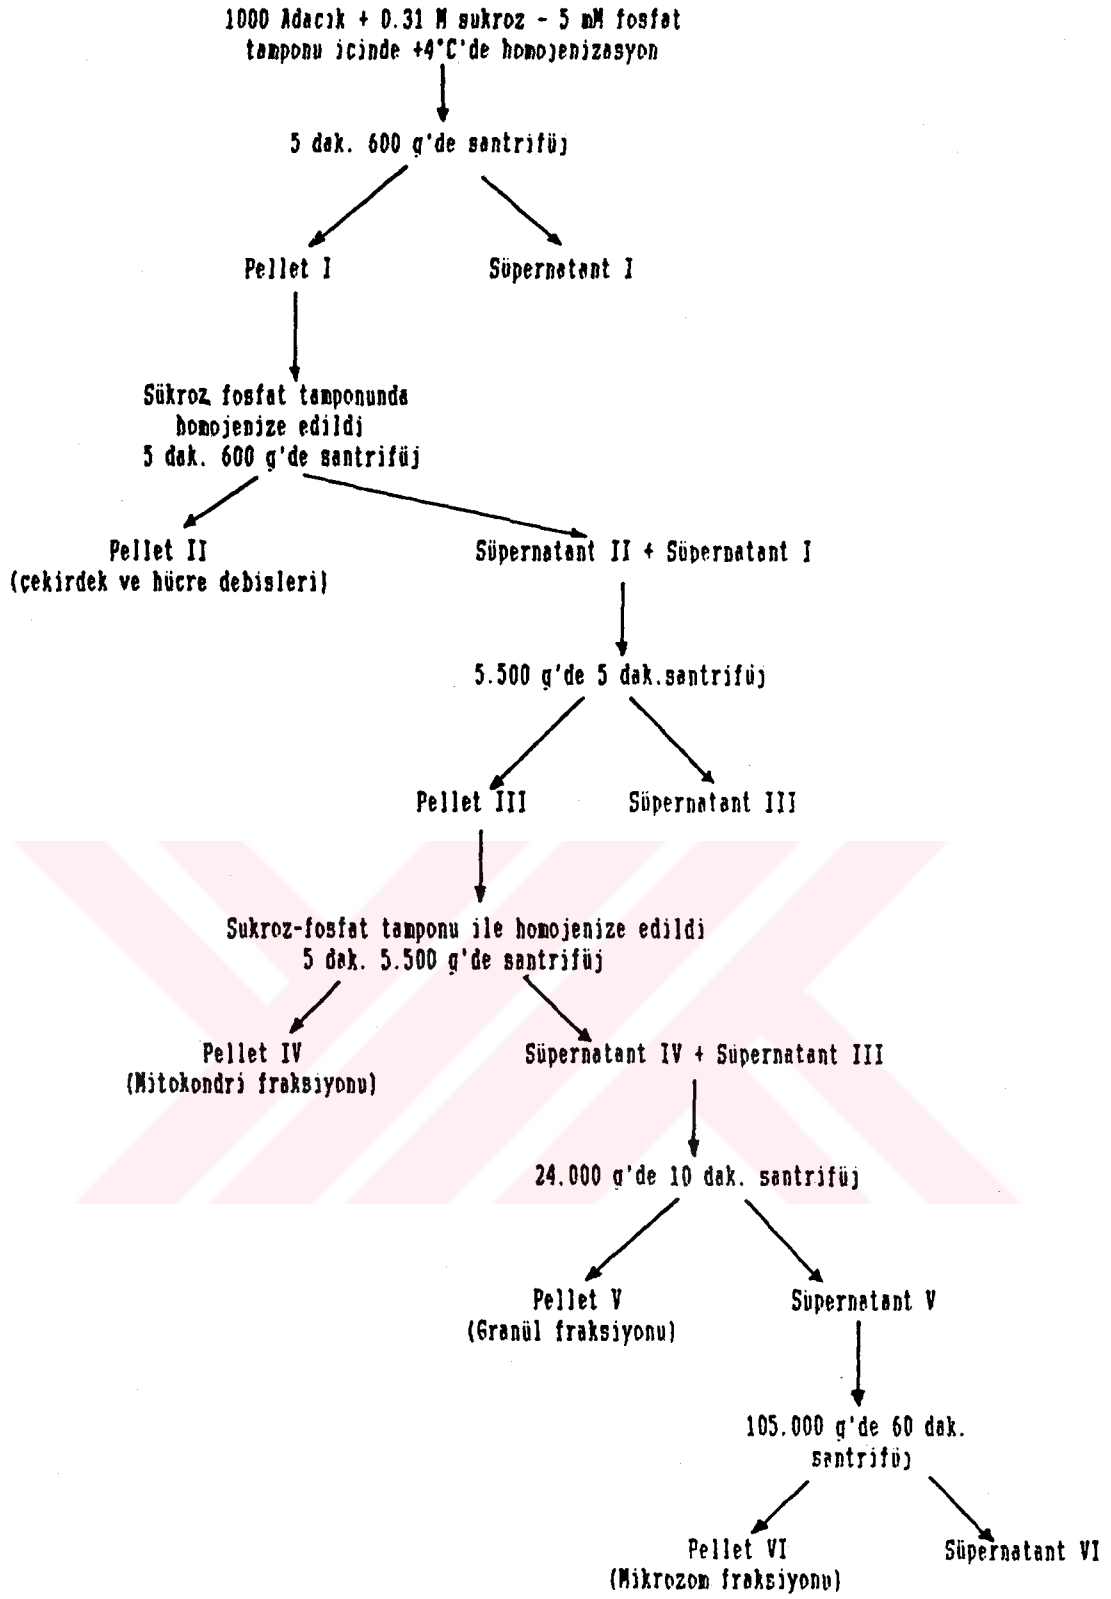 1000 Adacık + 0.31 M sukroz - 5 mM fosfat
tamponu icinde +4°C'de homojenizasyon
5 dak. 600 g'de santrifüj
Pellet I
Süpernatant I
Sükroz fosfat tamponunda
homojenize edildi
5 dak. 600 g'de santrifüj
Pellet II
(çekirdek ve hücre debisleri)
Süpernatant II + Süpernatant I
5.500 g'de 5 dak.santrifüj
Pellet III
Süpernatant III
Sukroz-fosfat tamponu ile homojenize edildi
5 dak. 5.500 g'de santrifüj
Pellet IV
(Mitokondri fraksiyonu)
Süpernatant IV + Süpernatant III
24.000 g'de 10 dak. santrifüj
Pellet V
(Granül fraksiyonu)
Süpernatant V
105.000 g'de 60 dak.
santrifüj
Pellet VI
(Mikrozom fraksiyonu)
Süpernatant VI